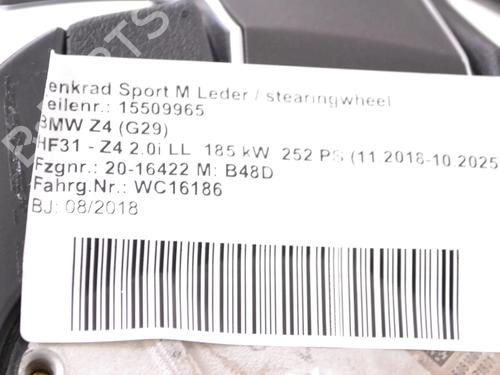 enkrad Sport M Leder / stearingwheel
eilenr.: 15509965
BMW Z4 (G29)
HF31 - Z4 2.0i LL 185 kW 252 PS (11.2018-10.2025
Fzgnr.: 20-16422 M: B48D
Fahrg.Nr.: WC16186
BJ: 08/2018